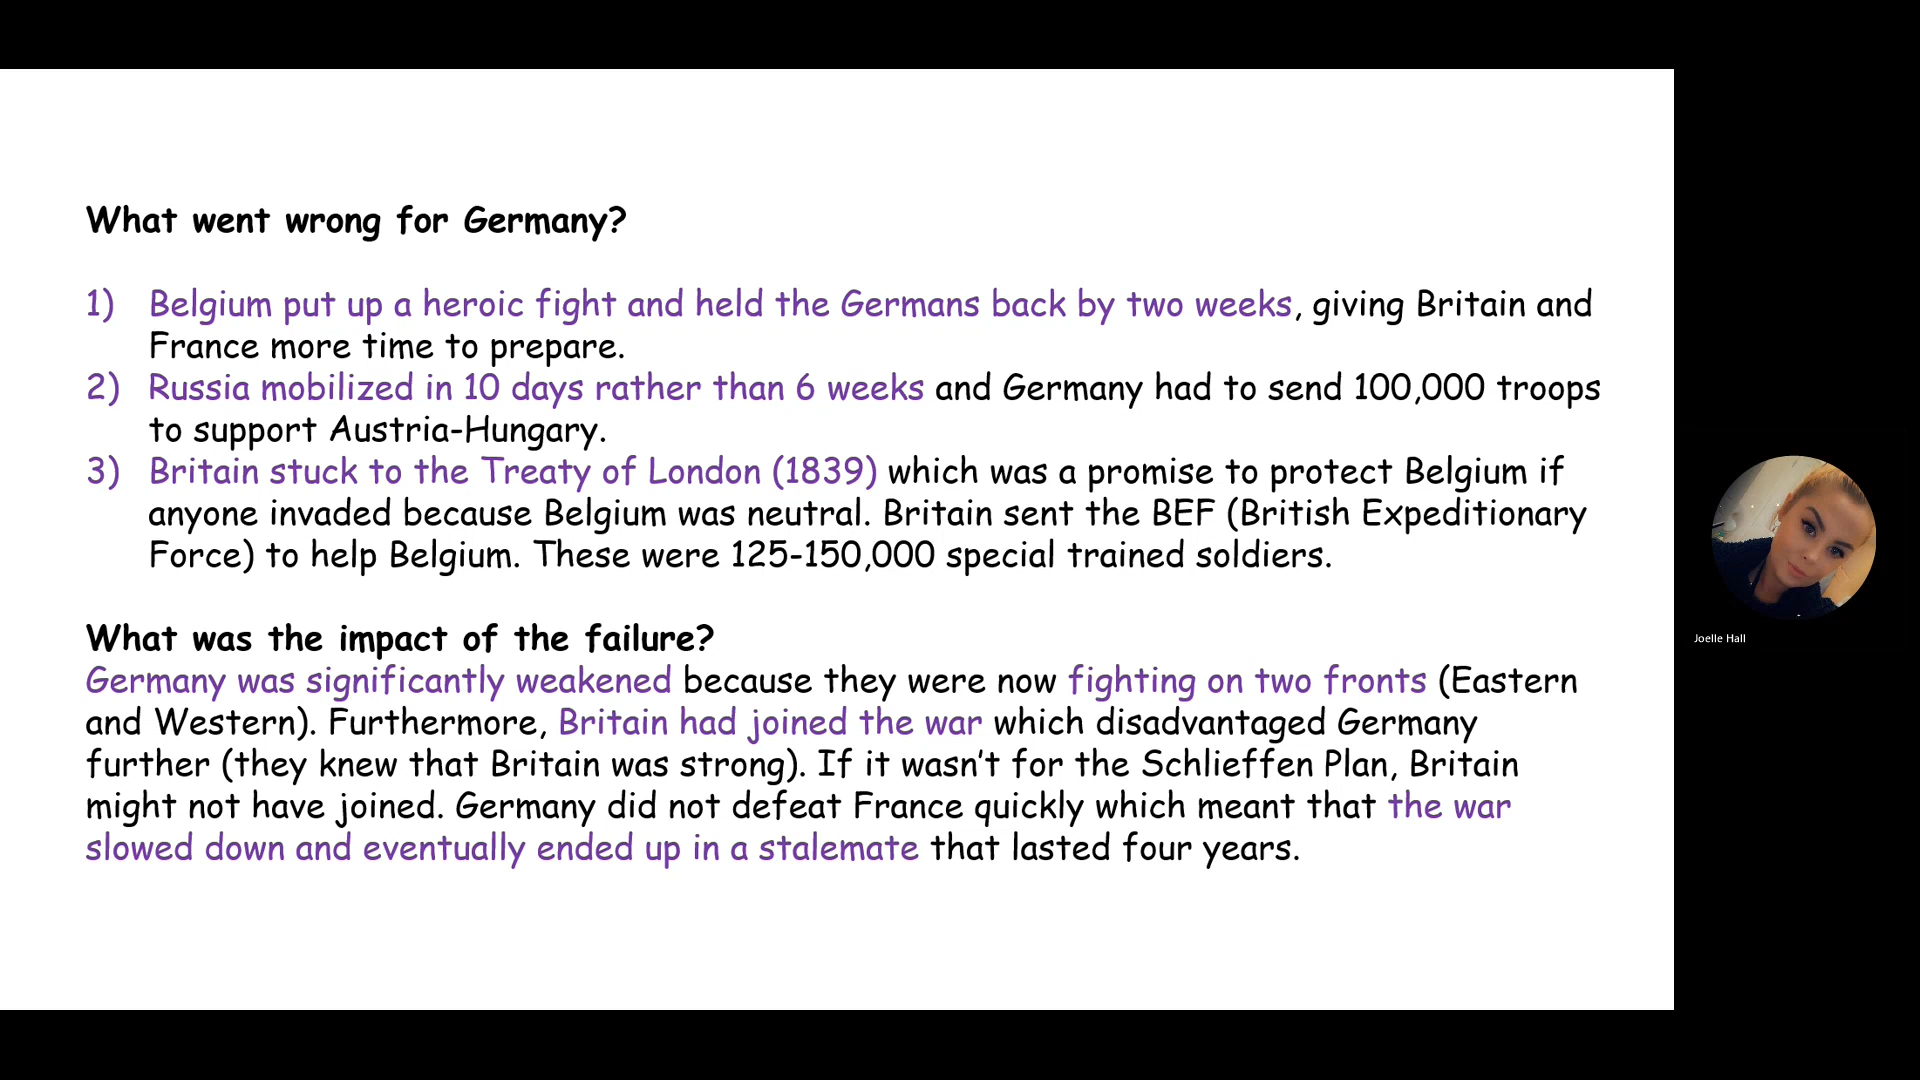 What went wrong for Germany?
1) Belgium put up a heroic fight and held the Germans back by two weeks, giving Britain and
France more time to prepare.
2) Russia mobilized in 10 days rather than 6 weeks and Germany had to send 100,000 troops
to support Austria-Hungary.
3) Britain stuck to the Treaty of London (1839) which was a promise to protect Belgium if
anyone invaded because Belgium was neutral. Britain sent the BEF (British Expeditionary
Force) to help Belgium. These were 125-150,000 special trained soldiers.
What was the impact of the failure?
Germany was significantly weakened because they were now fighting on two fronts (Eastern
and Western). Furthermore, Britain had joined the war which disadvantaged Germany
further (they knew that Britain was strong). If it wasn't for the Schlieffen Plan, Britain
might not have joined. Germany did not defeat France quickly which meant that the war
slowed down and eventually ended up in a stalemate that lasted four years.
Joelle Hall